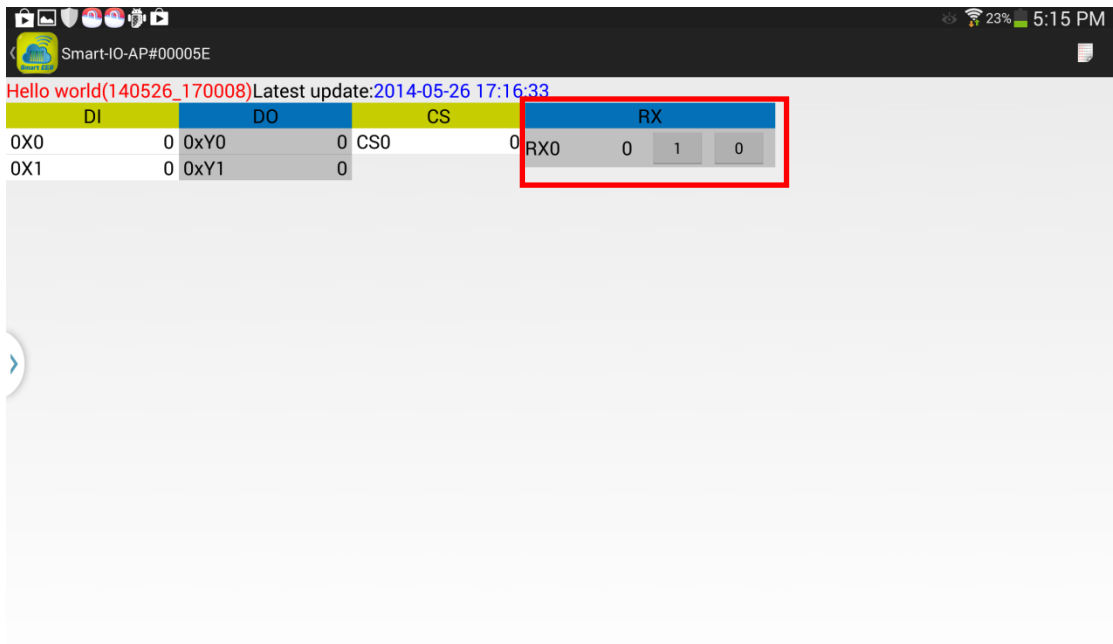 23% 5:15 PM
Smart-IO-AP#00005E
Hello world(140526_170008)Latest update:2014-05-26 17:16:33
DI DO CS RX
0X0 0 0xY0 0 CS0 0 RX0 0 1 0
0X1 0 0xY1 0